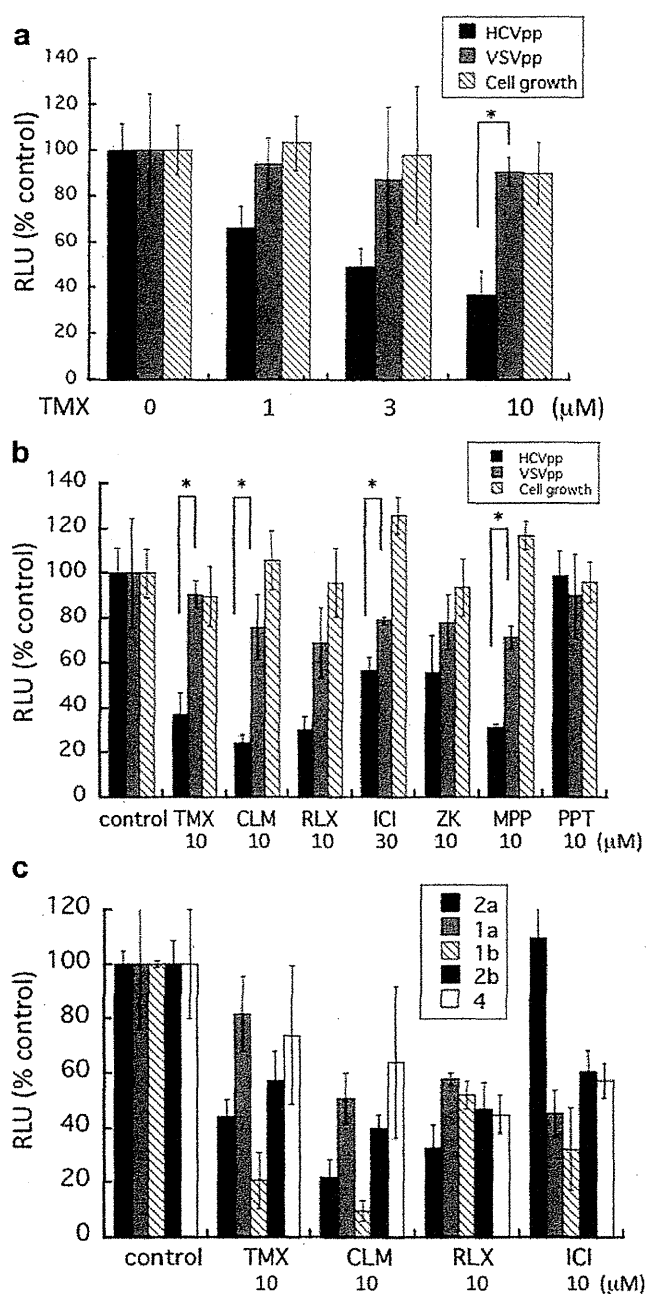 a
HCVpp
VSVpp
Cell growth
*
RLU (% control)
140
120
100
80
60
40
20
0
TMX 0 1 3 10 (μM)
b
HCVpp
VSVpp
Cell growth
* * * *
RLU (% control)
140
120
100
80
60
40
20
0
control TMX CLM RLX ICI ZK MPP PPT
10 10 10 30 10 10 10 (μM)
c
2a
1a
1b
2b
4
RLU (% control)
120
100
80
60
40
20
0
control TMX CLM RLX ICI
10 10 10 10 (μM)